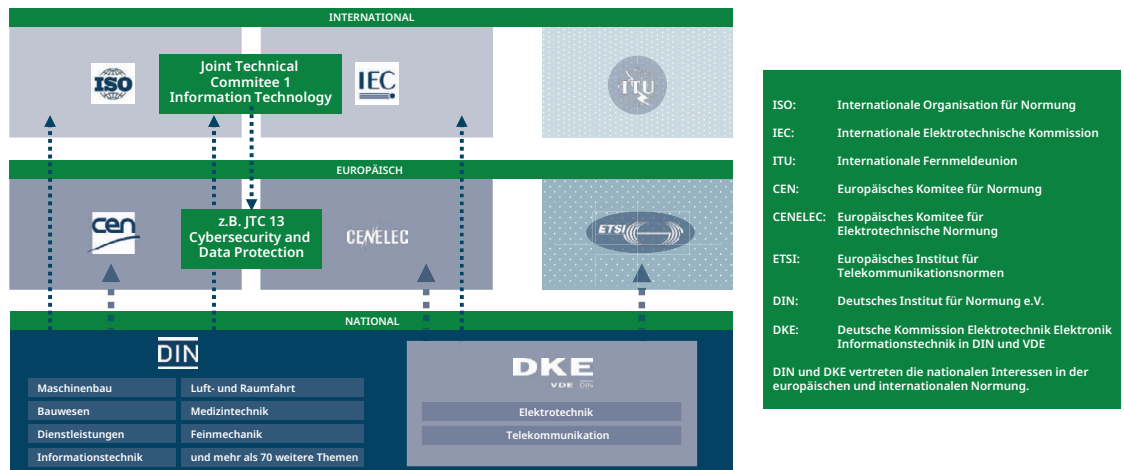 INTERNATIONAL
ISO
Joint Technical
Commitee 1
Information Technology
IEC
ITU
EUROPÄISCH
cen
z.B. JTC 13
Cybersecurity and
Data Protection
CENELEC
ETSI
NATIONAL
DIN
Maschinenbau
Luft- und Raumfahrt
Bauwesen
Medizintechnik
Dienstleistungen
Feinmechanik
Informationstechnik
und mehr als 70 weitere Themen
DKE
VDE DIN
Elektrotechnik
Telekommunikation
ISO: Internationale Organisation für Normung
IEC: Internationale Elektrotechnische Kommission
ITU: Internationale Fernmeldeunion
CEN: Europäisches Komitee für Normung
CENELEC: Europäisches Komitee für
Elektrotechnische Normung
ETSI: Europäisches Institut für
Telekommunikationsnormen
DIN: Deutsches Institut für Normung e.V.
DKE: Deutsche Kommission Elektrotechnik Elektronik
Informationstechnik in DIN und VDE
DIN und DKE vertreten die nationalen Interessen in der
europäischen und internationalen Normung.